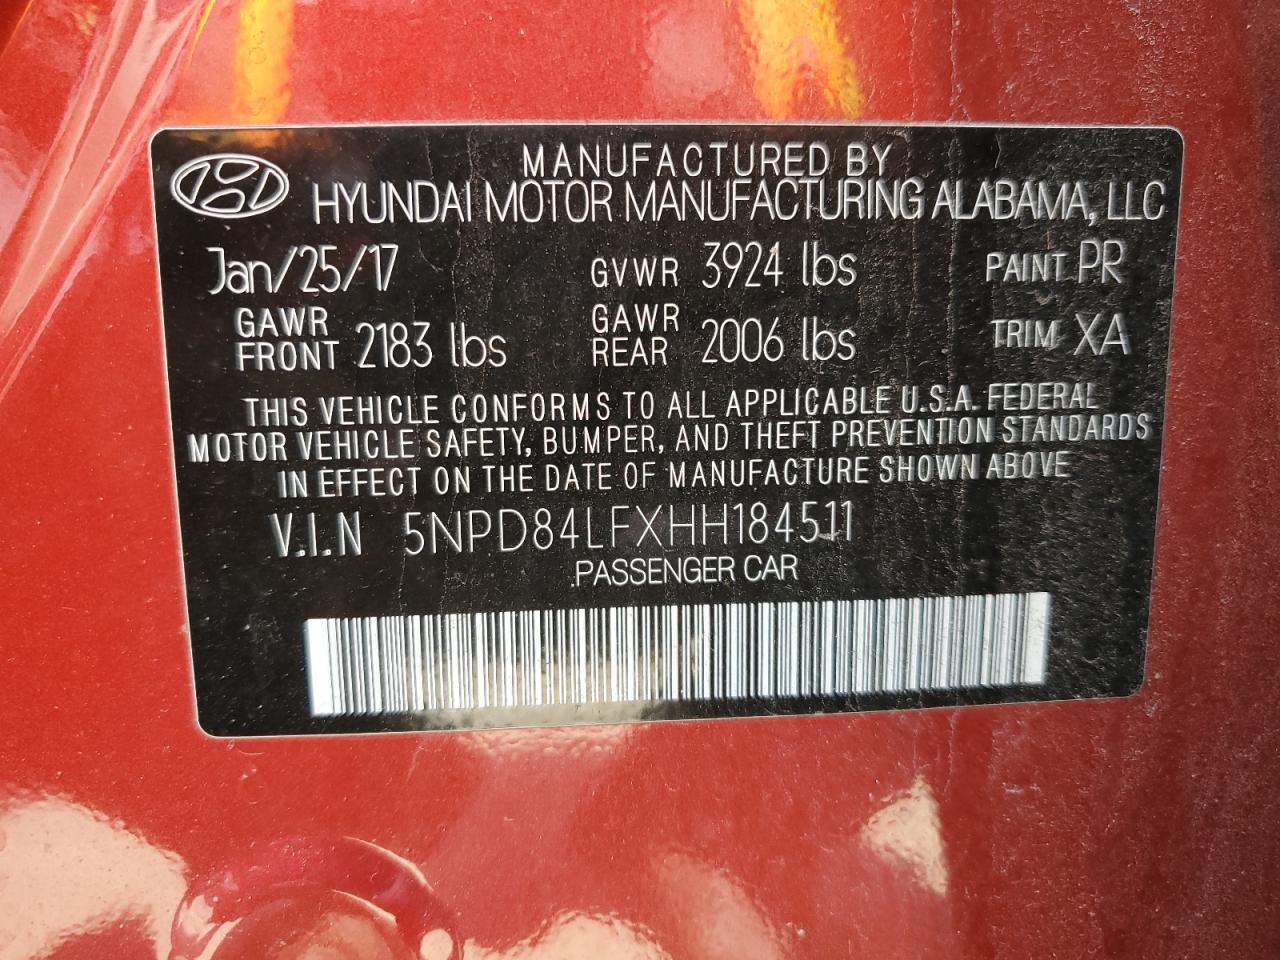 MANUFACTURED BY
HYUNDAI MOTOR MANUFACTURING ALABAMA, LLC
Jan/25/17 GVWR 3924 lbs PAINT PR
GAWR FRONT 2183 lbs GAWR REAR 2006 lbs TRIM XA
THIS VEHICLE CONFORMS TO ALL APPLICABLE U.S.A. FEDERAL
MOTOR VEHICLE SAFETY, BUMPER, AND THEFT PREVENTION STANDARDS
IN EFFECT ON THE DATE OF MANUFACTURE SHOWN ABOVE
V.I.N 5NPD84LFXHH184511
PASSENGER CAR